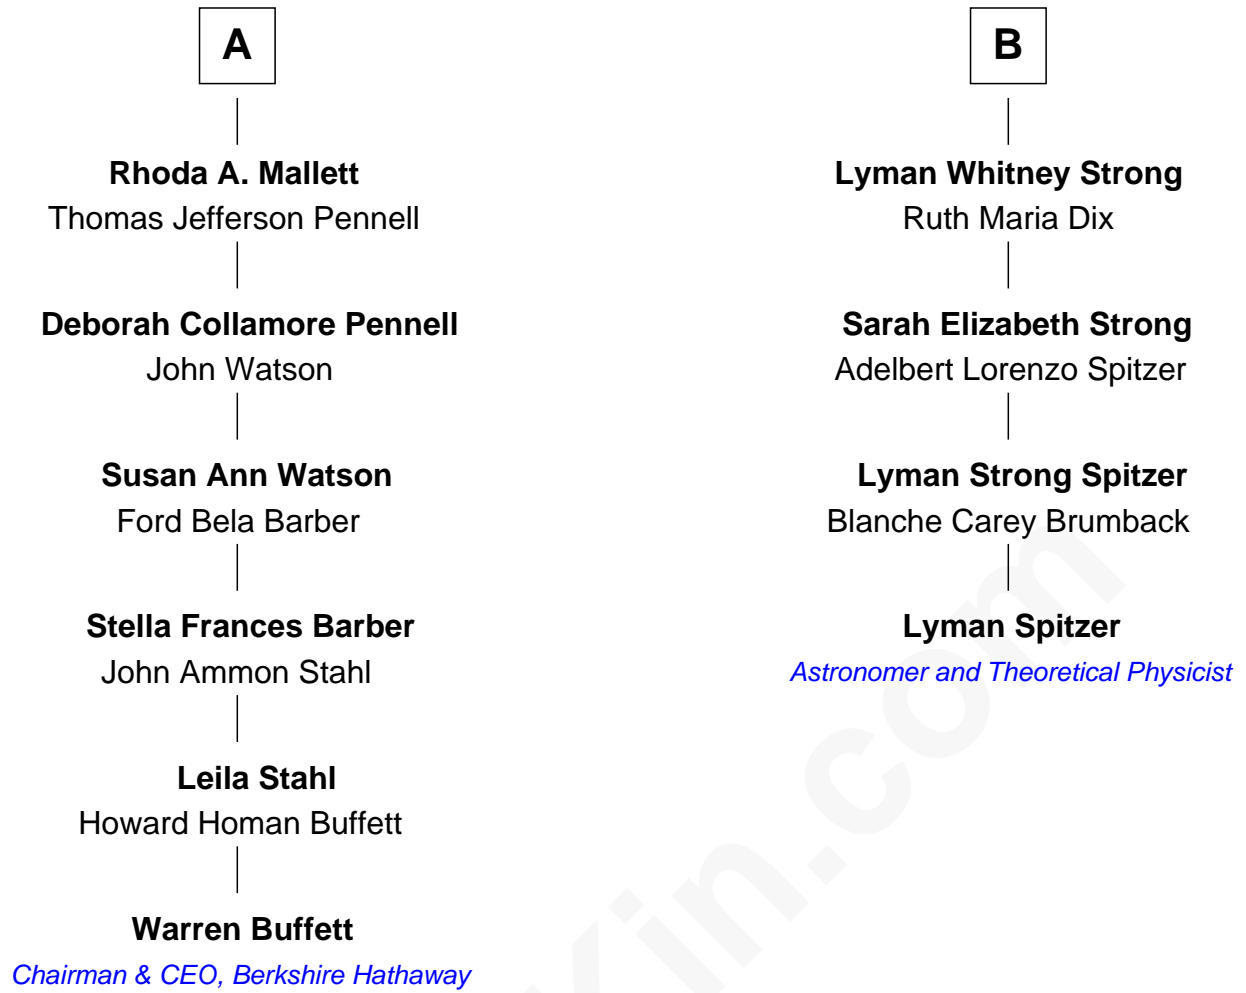 A
Rhoda A. Mallett
Thomas Jefferson Pennell
Deborah Collamore Pennell
John Watson
Susan Ann Watson
Ford Bela Barber
Stella Frances Barber
John Ammon Stahl
Leila Stahl
Howard Homan Buffett
Warren Buffett
Chairman & CEO, Berkshire Hathaway
B
Lyman Whitney Strong
Ruth Maria Dix
Sarah Elizabeth Strong
Adelbert Lorenzo Spitzer
Lyman Strong Spitzer
Blanche Carey Brumback
Lyman Spitzer
Astronomer and Theoretical Physicist
Kin.com